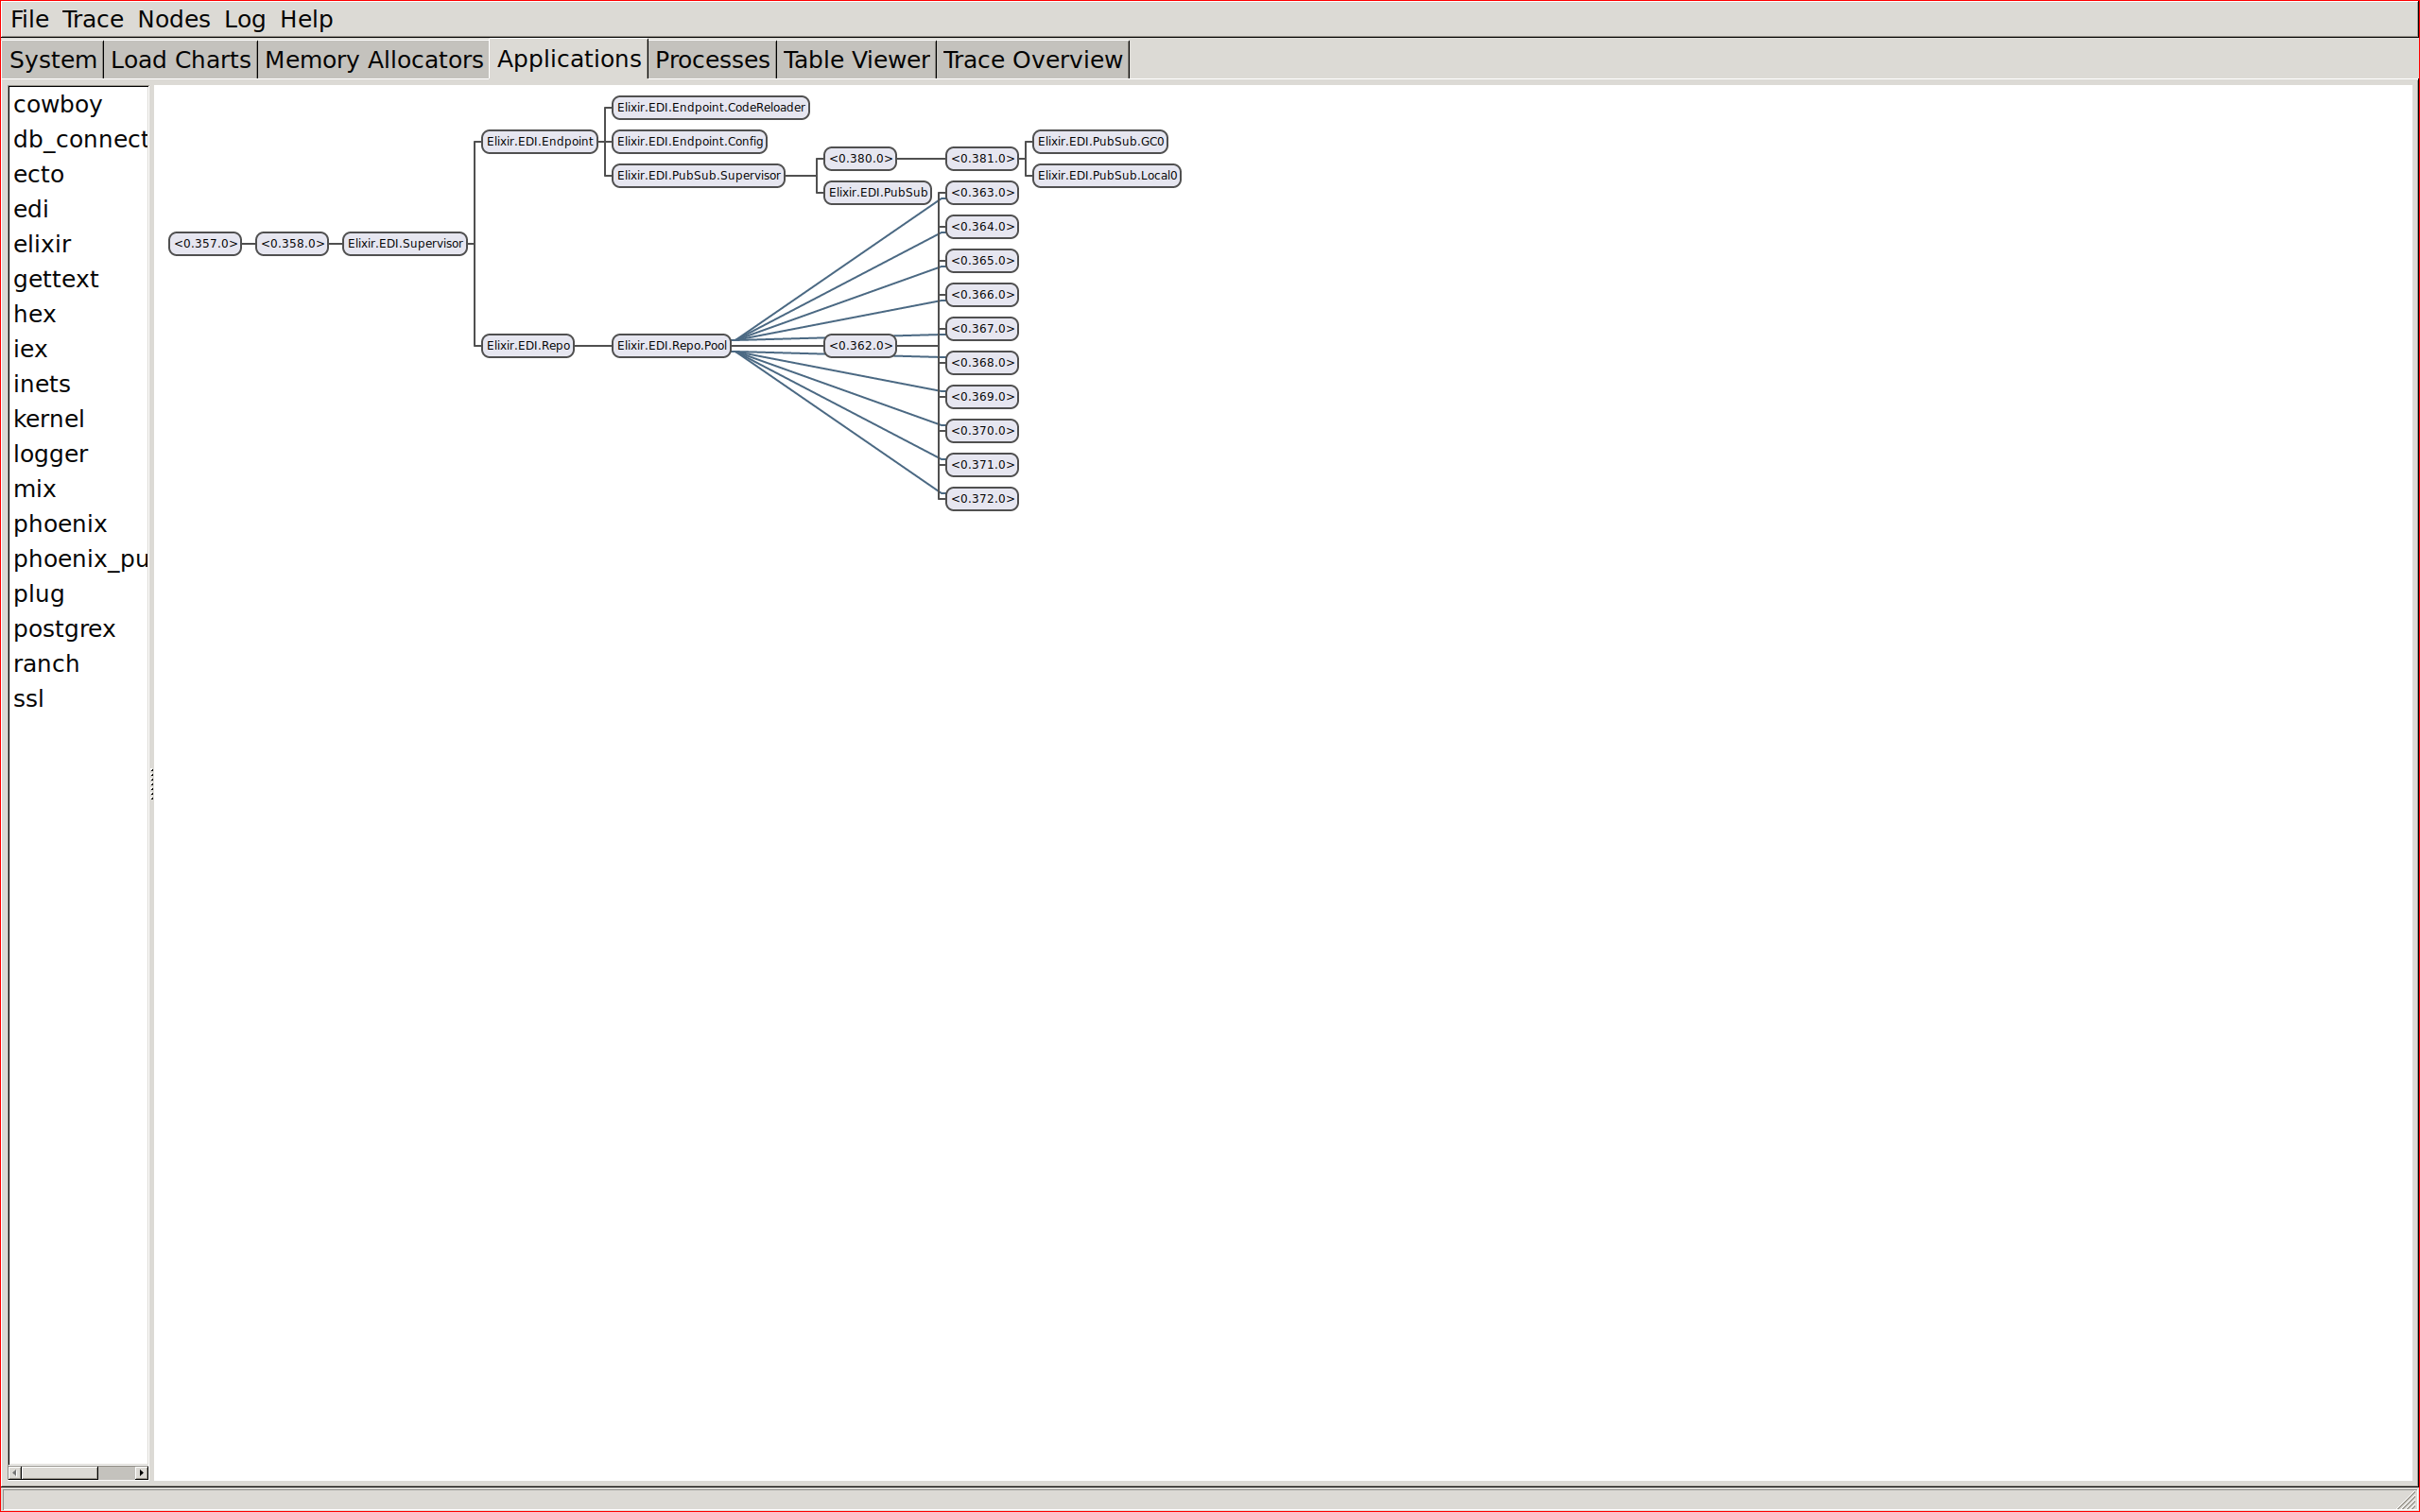 File Trace Nodes Log Help
System Load Charts Memory Allocators Applications Processes Table Viewer Trace Overview
cowboy
db_connect
ecto
edi
elixir
gettext
hex
iex
inets
kernel
logger
mix
phoenix
phoenix_pu
plug
postgrex
ranch
ssl
<0.357.0>
<0.358.0>
Elixir.EDI.Supervisor
Elixir.EDI.Endpoint
Elixir.EDI.Endpoint.CodeReloader
Elixir.EDI.Endpoint.Config
Elixir.EDI.PubSub.Supervisor
<0.380.0>
<0.381.0>
Elixir.EDI.PubSub.GC0
Elixir.EDI.PubSub.Local0
Elixir.EDI.PubSub
Elixir.EDI.Repo
Elixir.EDI.Repo.Pool
<0.362.0>
<0.363.0>
<0.364.0>
<0.365.0>
<0.366.0>
<0.367.0>
<0.368.0>
<0.369.0>
<0.370.0>
<0.371.0>
<0.372.0>